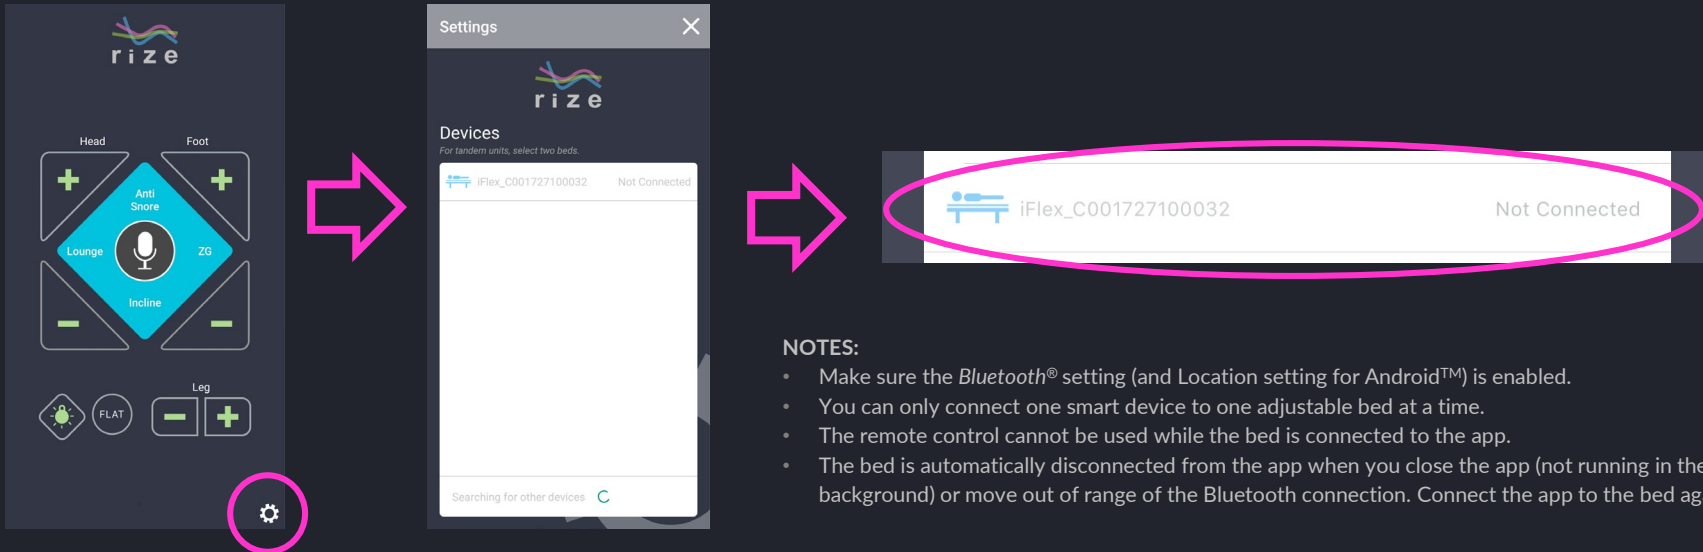 rize
Head Foot
Anti
Snore
Lounge ZG
Incline
Leg
FLAT
Settings
rize
Devices
For tandem units, select two beds.
iFlex_C001727100032 Not Connected
Searching for other devices
iFlex_C001727100032 Not Connected
NOTES:
• Make sure the Bluetooth® setting (and Location setting for Android™) is enabled.
• You can only connect one smart device to one adjustable bed at a time.
• The remote control cannot be used while the bed is connected to the app.
• The bed is automatically disconnected from the app when you close the app (not running in the
background) or move out of range of the Bluetooth connection. Connect the app to the bed ag